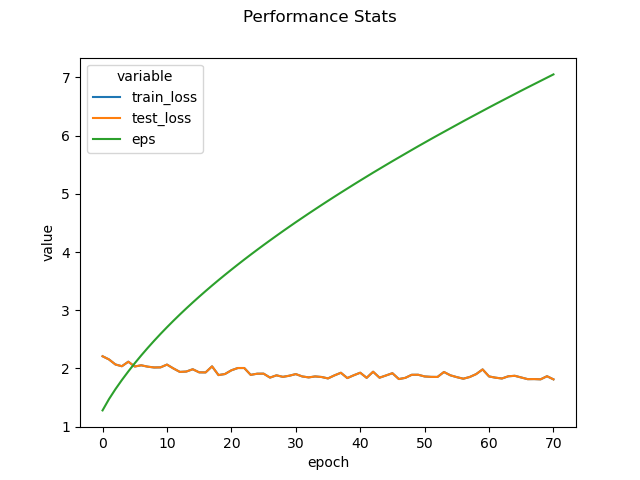 Performance Stats
variable
train_loss
test_loss
eps
7
6
5
4
3
2
1
value
0 10 20 30 40 50 60 70
epoch